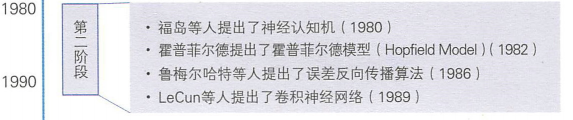 1980
第二阶段
· 福岛等人提出了神经认知机（1980）
· 霍普菲尔德提出了霍普菲尔德模型（Hopfield Model）（1982）
· 鲁梅尔哈特等人提出了误差反向传播算法（1986）
· LeCun等人提出了卷积神经网络（1989）
1990